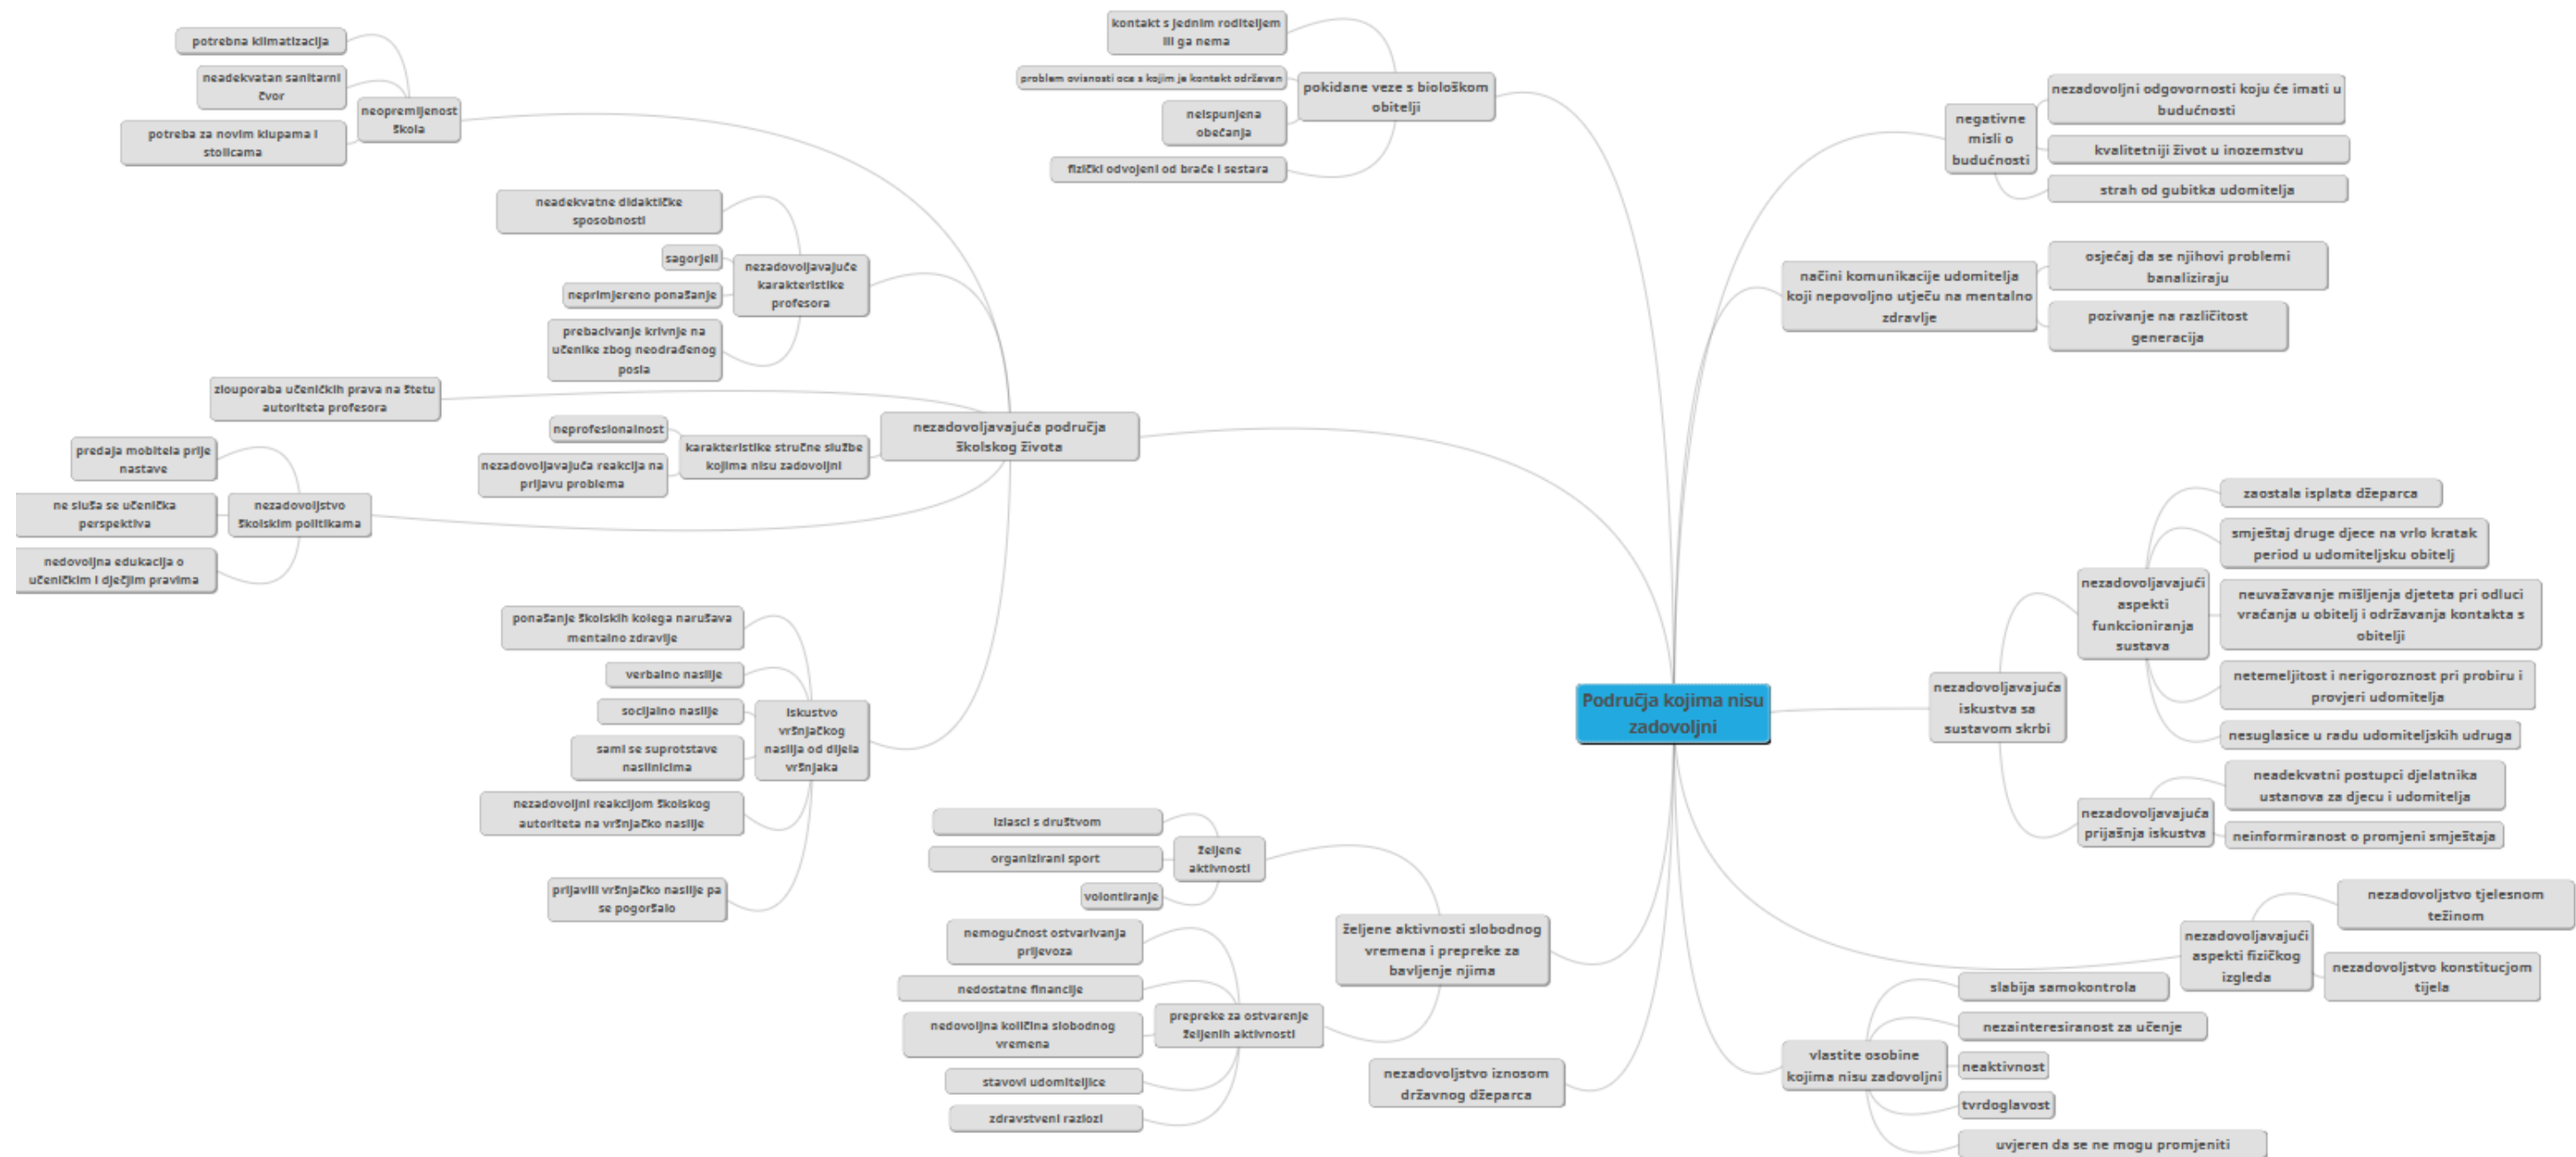 Područja kojima nisu
zadovoljni
pokidane veze s biološkom
obitelji
kontakt s jednim roditeljem
ili ga nema
problem ovisnosti oca s kojim je kontakt održavan
neispunjena
obećanja
fizički odvojeni od braće i sestara
nezadovoljavajuća područja
školskog života
neopremljenost
škola
potrebna klimatizacija
neadekvatan sanitarni
čvor
potreba za novim klupama i
stolicama
nezadovoljavajuće
karakteristike
profesora
neadekvatne didaktičke
sposobnosti
sagorjeli
neprimjereno ponašanje
prebacivanje krivnje na
učenike zbog neodrađenog
posla
zlouporaba učeničkih prava na štetu
autoriteta profesora
karakteristike stručne službe
kojima nisu zadovoljni
neprofesionalnost
nezadovoljavajuća reakcija na
prijavu problema
nezadovoljstvo
školskim politikama
predaja mobitela prije
nastave
ne sluša se učenička
perspektiva
nedovoljna edukacija o
učeničkim i dječjim pravima
iskustvo
vršnjačkog
nasilja od dijela
vršnjaka
ponašanje školskih kolega narušava
mentalno zdravlje
verbalno nasilje
socijalno nasilje
sami se suprotstave
nasilnicima
nezadovoljni reakcijom školskog
autoriteta na vršnjačko nasilje
prijavili vršnjačko nasilje pa
se pogoršalo
željene aktivnosti slobodnog
vremena i prepreke za
bavljenje njima
željene
aktivnosti
izlasci s društvom
organizirani sport
volontiranje
prepreke za ostvarenje
željenih aktivnosti
nemogućnost ostvarivanja
prijevoza
nedostatne financije
nedovoljna količina slobodnog
vremena
stavovi udomiteljice
zdravstveni razlozi
nezadovoljstvo iznosom
državnog džeparca
negativne
misli o
budućnosti
nezadovoljni odgovornosti koju će imati u
budućnosti
kvalitetniji život u inozemstvu
strah od gubitka udomitelja
načini komunikacije udomitelja
koji nepovoljno utječu na mentalno
zdravlje
osjećaj da se njihovi problemi
banaliziraju
pozivanje na različitost
generacija
nezadovoljavajuća
iskustva sa
sustavom skrbi
nezadovoljavajući
aspekti
funkcioniranja
sustava
zaostala isplata džeparca
smještaj druge djece na vrlo kratak
period u udomiteljsku obitelj
neuvažavanje mišljenja djeteta pri odluci
vraćanja u obitelj i održavanja kontakta s
obitelji
netemeljitost i nerigoroznost pri probiru i
provjeri udomitelja
nesuglasice u radu udomiteljskih udruga
nezadovoljavajuća
prijašnja iskustva
neadekvatni postupci djelatnika
ustanova za djecu i udomitelja
neinformiranost o promjeni smještaja
nezadovoljavajući
aspekti fizičkog
izgleda
nezadovoljstvo tjelesnom
težinom
nezadovoljstvo konstitucjom
tijela
vlastite osobine
kojima nisu zadovoljni
slabija samokontrola
nezainteresiranost za učenje
neaktivnost
tvrdoglavost
uvjeren da se ne mogu promjeniti